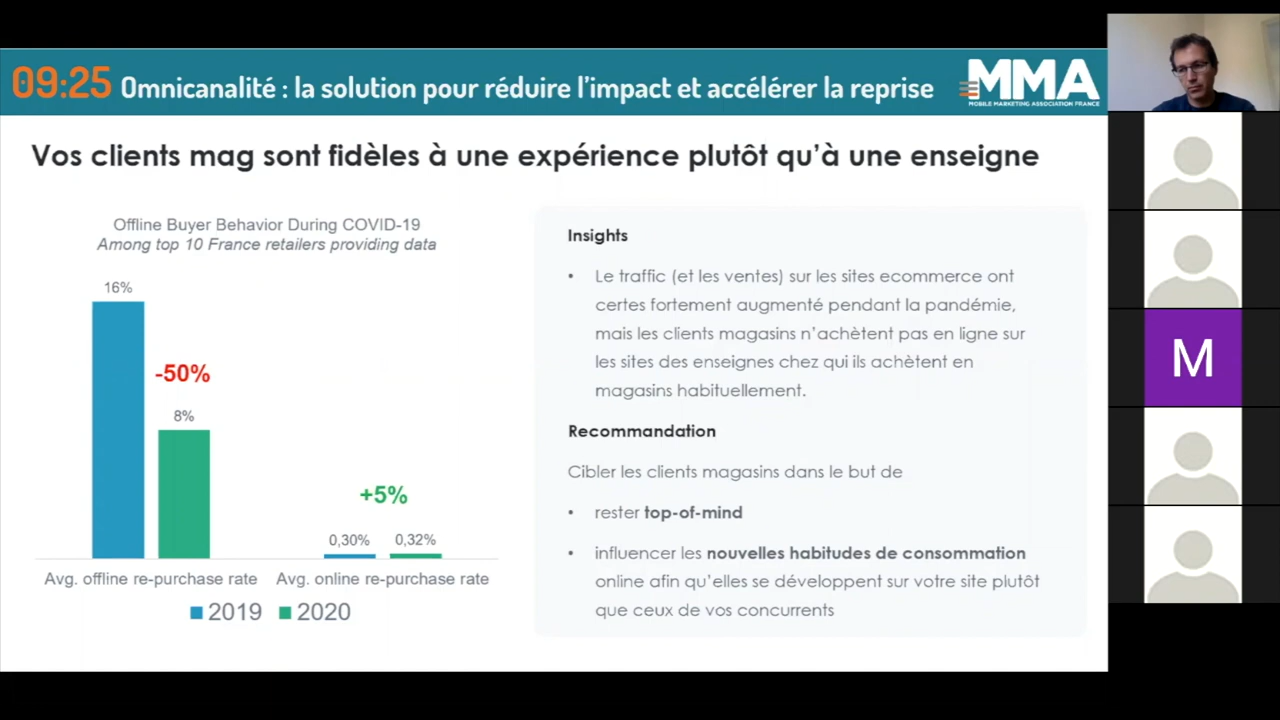 09:25 Omnicanalité : la solution pour réduire l'impact et accélérer la reprise
MMA
MOBILE MARKETING ASSOCIATION FRANCE
Vos clients mag sont fidèles à une expérience plutôt qu'à une enseigne
Offline Buyer Behavior During COVID-19
Among top 10 France retailers providing data
16%
-50%
8%
+5%
0,30%
0,32%
Avg. offline re-purchase rate
Avg. online re-purchase rate
2019
2020
Insights
• Le traffic (et les ventes) sur les sites ecommerce ont
certes fortement augmenté pendant la pandémie,
mais les clients magasins n'achètent pas en ligne sur
les sites des enseignes chez qui ils achètent en
magasins habituellement.
Recommandation
Cibler les clients magasins dans le but de
• rester top-of-mind
• influencer les nouvelles habitudes de consommation
online afin qu'elles se développent sur votre site plutôt
que ceux de vos concurrents
M